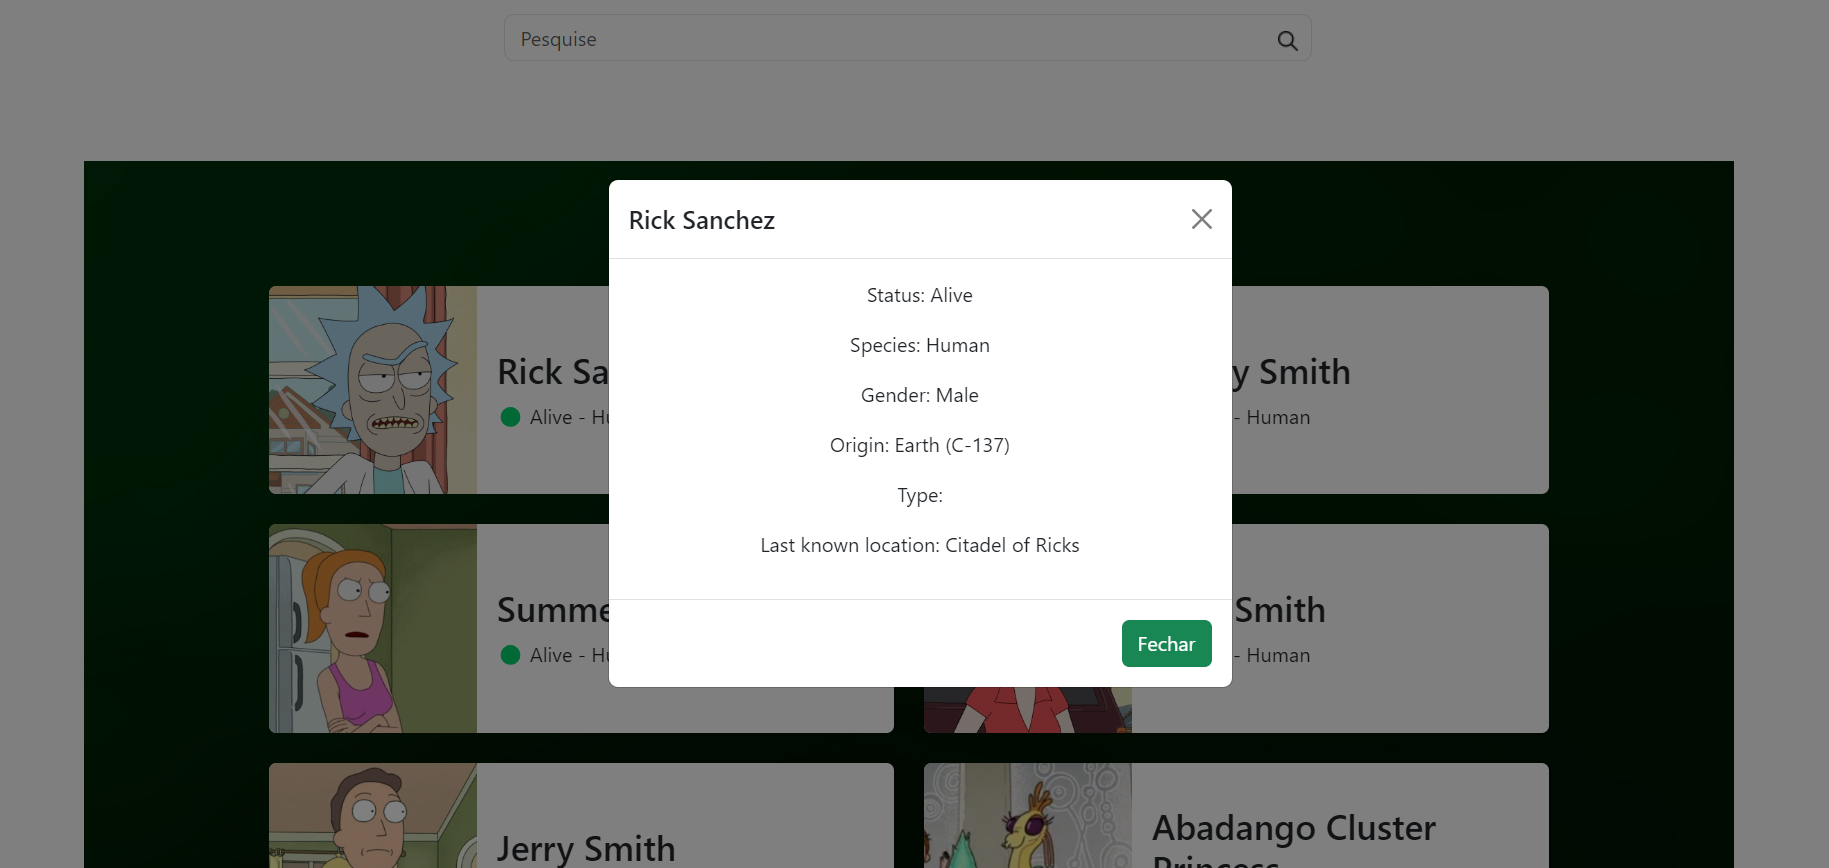 Pesquise
Rick Sanchez
Status: Alive
Species: Human
Gender: Male
Origin: Earth (C-137)
Type:
Last known location: Citadel of Ricks
Fechar
Rick Sa
Alive - Hu
y Smith
- Human
Summe
Alive - Hu
Smith
- Human
Jerry Smith
Abadango Cluster
Princess